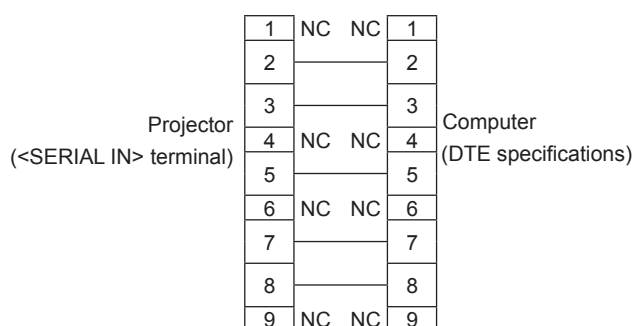 1 NC NC 1
2 2
3 3
Projector
(<SERIAL IN> terminal)
4 NC NC 4
Computer
(DTE specifications)
5 5
6 NC NC 6
7 7
8 8
9 NC NC 9